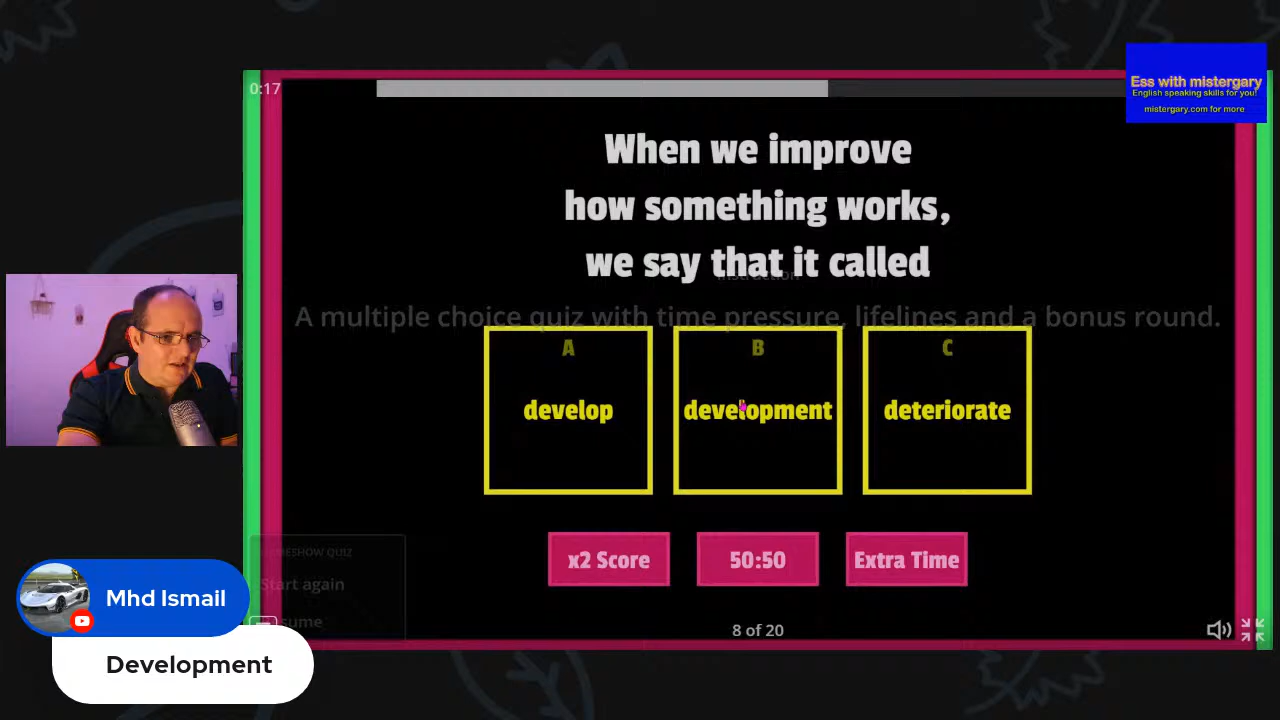 0:17
Ess with mistergary
English speaking skills for you!
mistergary.com for more
When we improve
how something works,
we say that it called
A multiple choice quiz with time pressure, lifelines and a bonus round.
A
B
C
develop
development
deteriorate
x2 Score
50:50
Extra Time
QUIZ
Start again
8 of 20
Mhd Ismail
Development